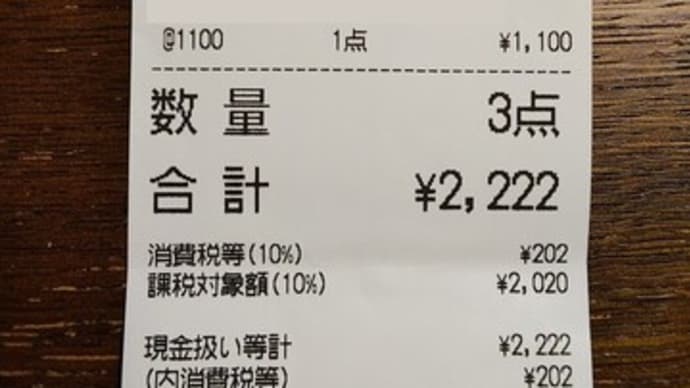 @1100 1点 ¥1,100
数量 3点
合計 ¥2,222
消費税等(10%) ¥202
課税対象額(10%) ¥2,020
現金扱い等計 ¥2,222
(内消費税等) ¥202